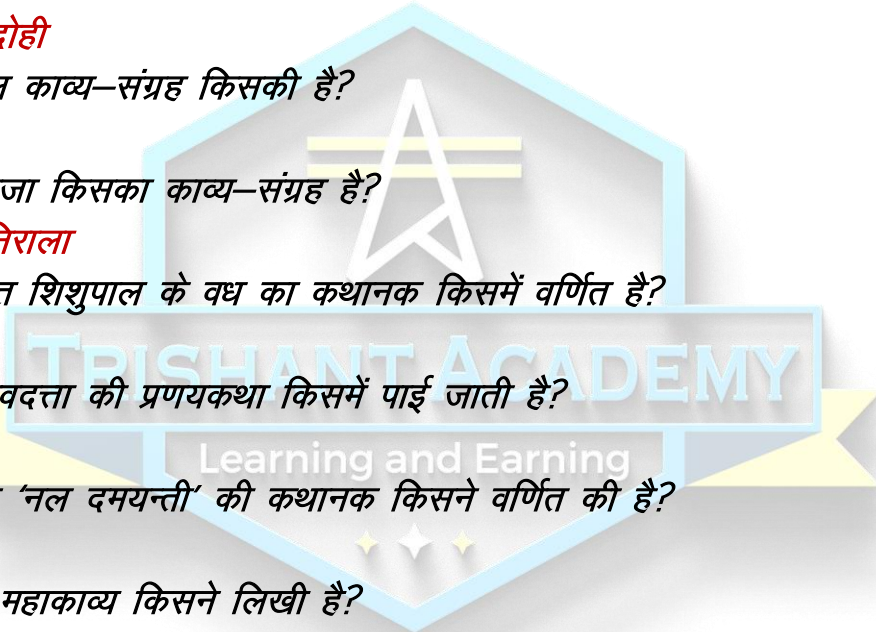 काव्य–संग्रह किसकी है?
किसका काव्य–संग्रह है?
शिशुपाल के वध का कथानक किसमें वर्णित है?
TRISHANT ACADEMY
की प्रणयकथा किसमें पाई जाती है?
Learning and Earning
‘नल दमयन्ती’ की कथानक किसने वर्णित की है?
महाकाव्य किसने लिखी है?